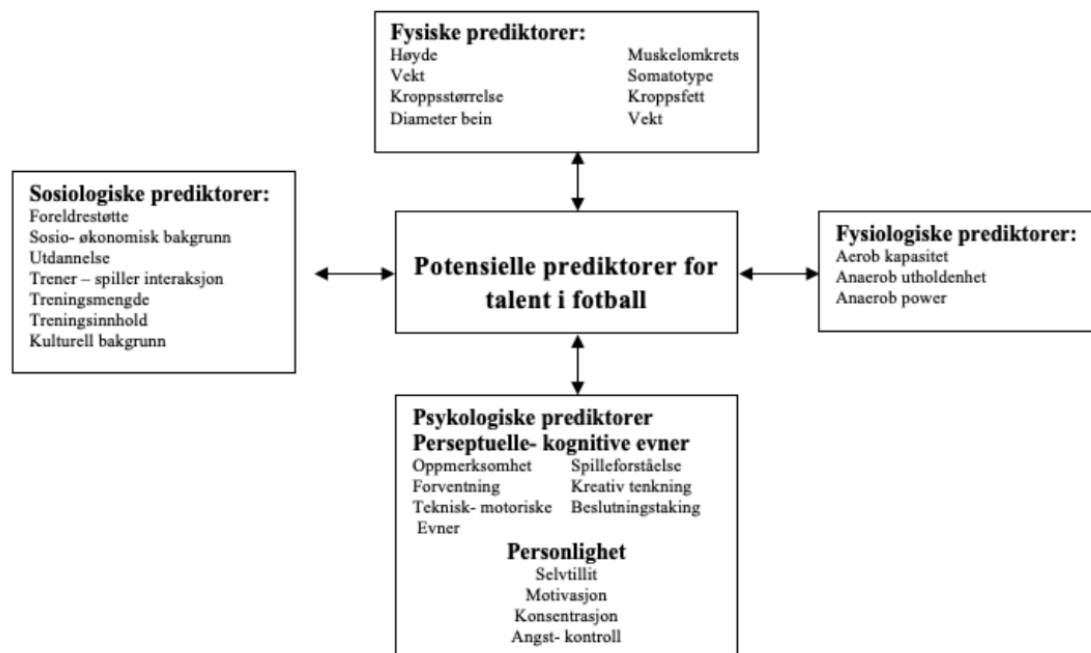 Fysiske prediktorer:
Høyde Muskelomkrets
Vekt Somatotype
Kroppsstørrelse Kroppsfett
Diameter bein Vekt
Sosiologiske prediktorer:
Foreldrestøtte
Sosio- økonomisk bakgrunn
Utdannelse
Trener – spiller interaksjon
Treningsmengde
Treningsinnhold
Kulturell bakgrunn
Potensielle prediktorer for
talent i fotball
Fysiologiske prediktorer:
Aerob kapasitet
Anaerob utholdenhet
Anaerob power
Psykologiske prediktorer
Perseptuelle- kognitive evner
Oppmerksomhet Spilleforståelse
Forventning Kreativ tenkning
Teknisk- motoriske Beslutningstaking
Evner
Personlighet
Selvtillit
Motivasjon
Konsentrasjon
Angst- kontroll